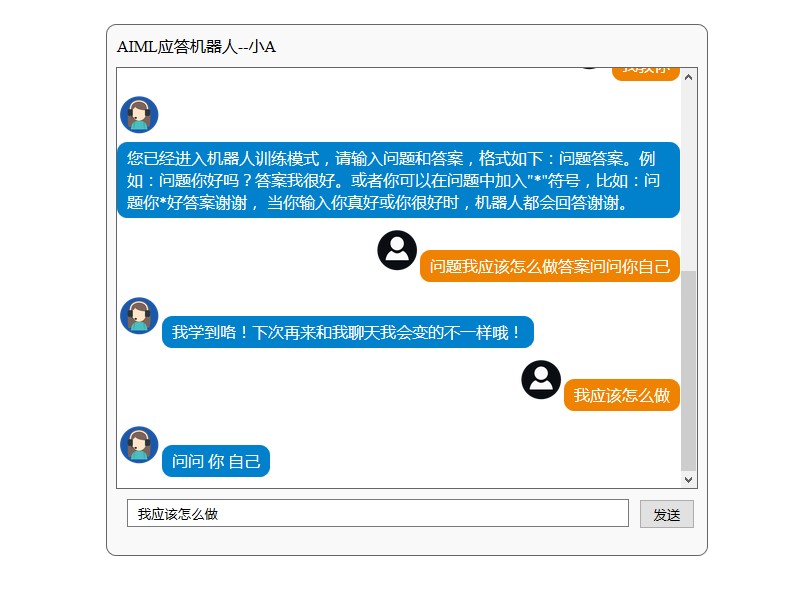 AIML应答机器人--小A
我教你
您已经进入机器人训练模式，请输入问题和答案，格式如下：问题答案。例
如：问题你好吗？答案我很好。或者你可以在问题中加入"*"符号，比如：问
题你*好答案谢谢， 当你输入你真好或你很好时，机器人都会回答谢谢。
问题我应该怎么做答案问问你自己
我学到咯！下次再来和我聊天我会变的不一样哦！
我应该怎么做
问问 你 自己
我应该怎么做
发送